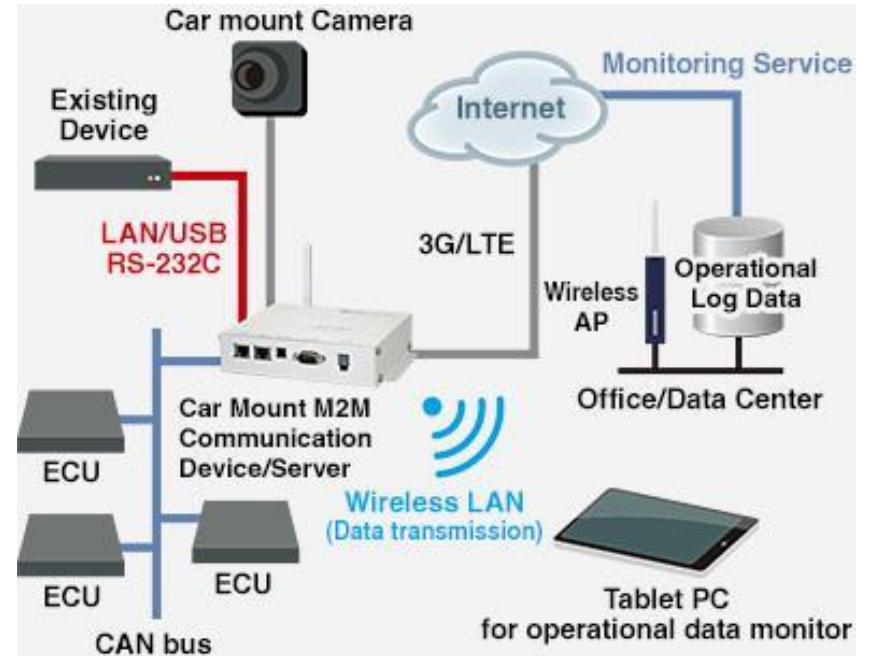 Car mount Camera
Monitoring Service
Internet
Existing
Device
LAN/USB
RS-232C
3G/LTE
Wireless
AP
Operational
Log Data
Office/Data Center
Car Mount M2M
Communication
Device/Server
ECU
Wireless LAN
(Data transmission)
ECU
ECU
CAN bus
Tablet PC
for operational data monitor